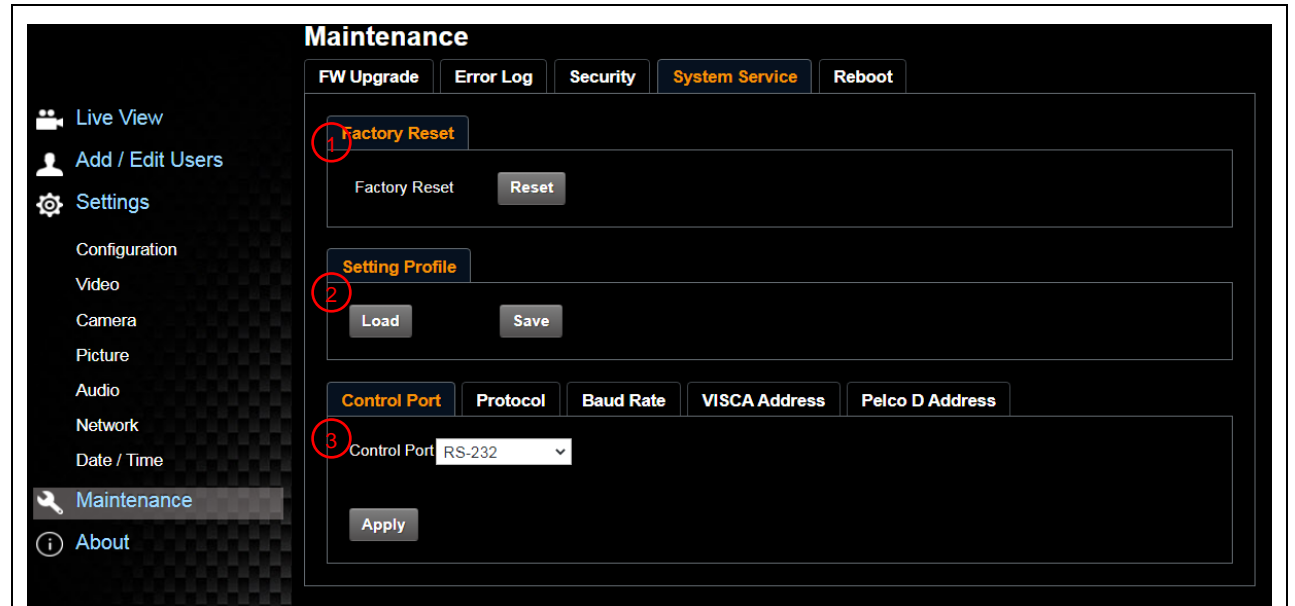 Maintenance
FW Upgrade Error Log Security System Service Reboot
Live View
Add / Edit Users
Settings
Configuration
Video
Camera
Picture
Audio
Network
Date / Time
Maintenance
About
Factory Reset
1
Factory Reset Reset
Setting Profile
2
Load Save
Control Port Protocol Baud Rate VISCA Address Pelco D Address
3
Control Port RS-232
Apply